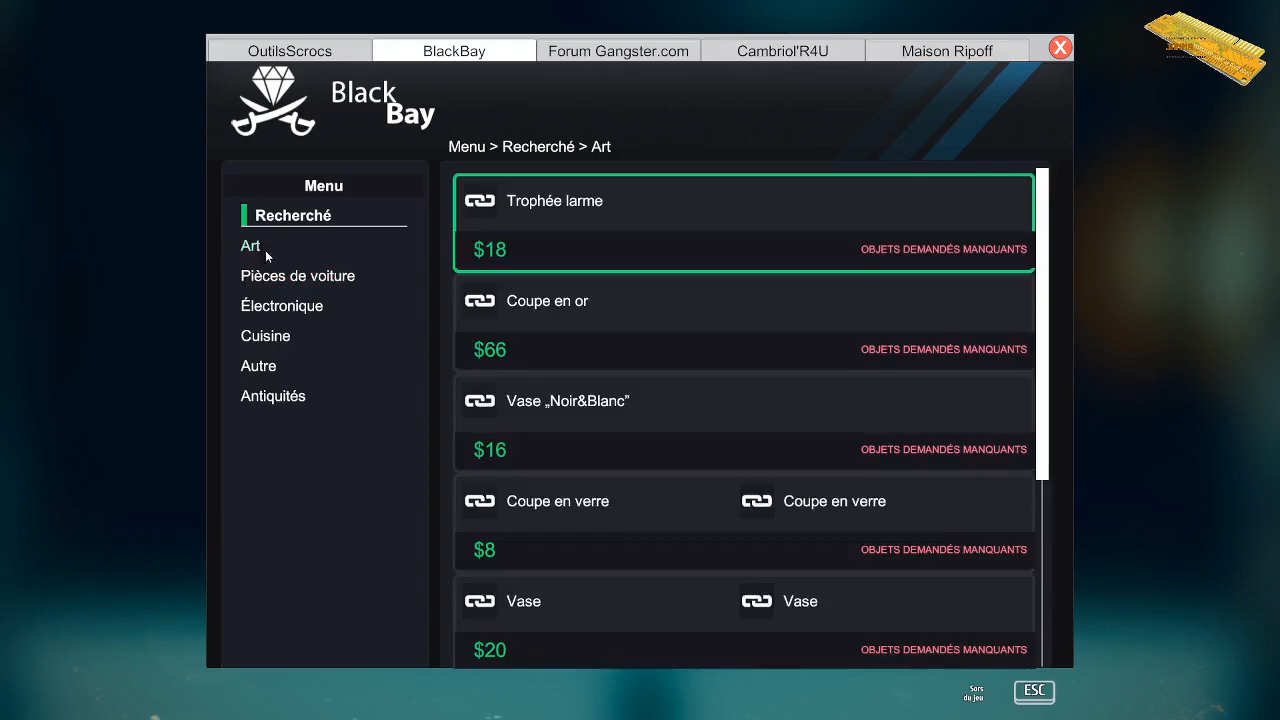 OutilsScrocs
BlackBay
Forum Gangster.com
Cambriol'R4U
Maison Ripoff
X
Black
Bay
Menu > Recherché > Art
Menu
Recherché
Art
Pièces de voiture
Électronique
Cuisine
Autre
Antiquités
Trophée larme
$18 OBJETS DEMANDÉS MANQUANTS
Coupe en or
$66 OBJETS DEMANDÉS MANQUANTS
Vase „Noir&Blanc”
$16 OBJETS DEMANDÉS MANQUANTS
Coupe en verre Coupe en verre
$8 OBJETS DEMANDÉS MANQUANTS
Vase Vase
$20 OBJETS DEMANDÉS MANQUANTS
Sors
du jeu
ESC